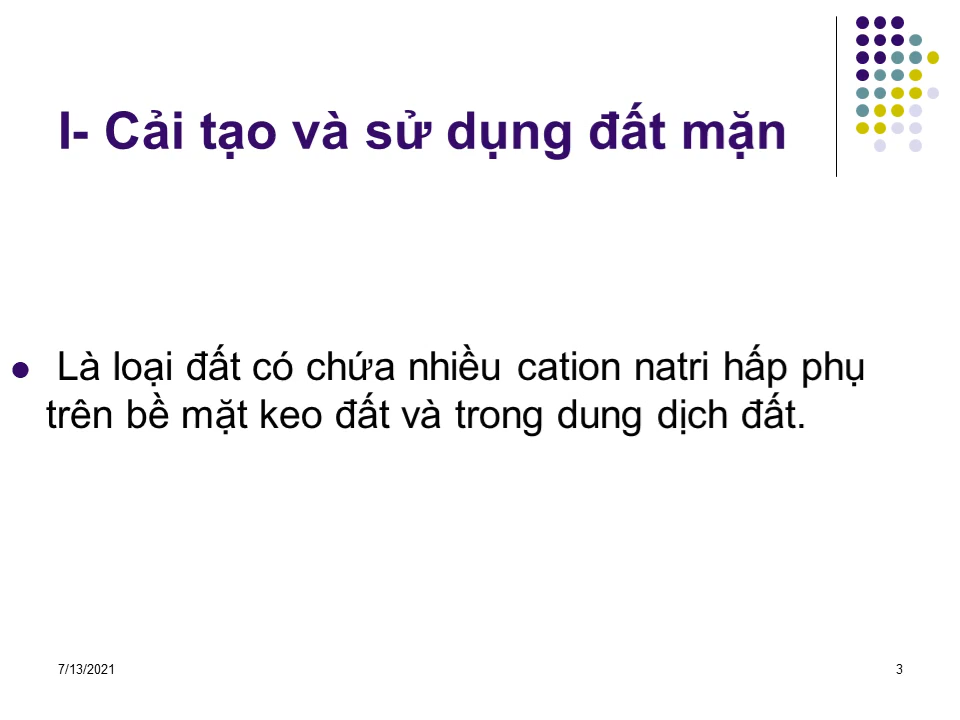 I- Cải tạo và sử dụng đất mặn
● Là loại đất có chứa nhiều cation natri hấp phụ
trên bề mặt keo đất và trong dung dịch đất.
7/13/2021
3